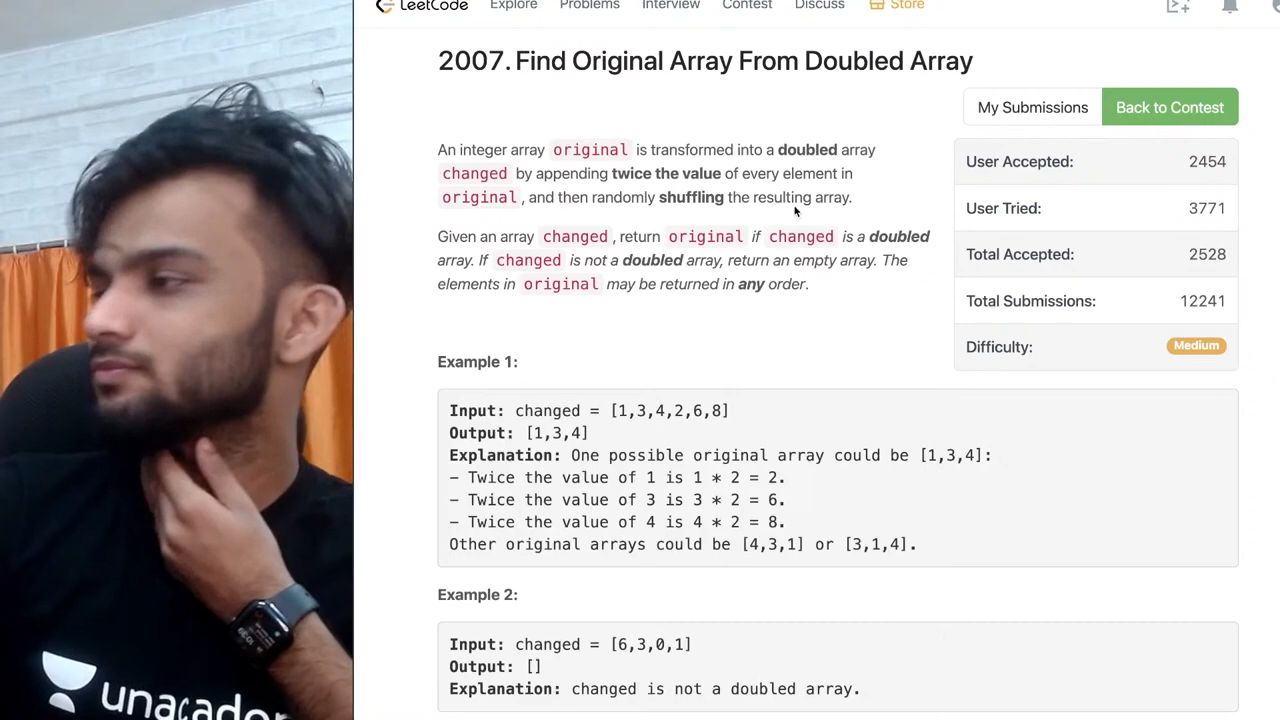 LeetCode Explore Problems Interview Contest Discuss Store
2007. Find Original Array From Doubled Array
My Submissions Back to Contest
An integer array original is transformed into a doubled array
changed by appending twice the value of every element in
original, and then randomly shuffling the resulting array.
Given an array changed, return original if changed is a doubled
array. If changed is not a doubled array, return an empty array. The
elements in original may be returned in any order.
User Accepted: 2454
User Tried: 3771
Total Accepted: 2528
Total Submissions: 12241
Difficulty: Medium
Example 1:
Input: changed = [1,3,4,2,6,8]
Output: [1,3,4]
Explanation: One possible original array could be [1,3,4]:
- Twice the value of 1 is 1 * 2 = 2.
- Twice the value of 3 is 3 * 2 = 6.
- Twice the value of 4 is 4 * 2 = 8.
Other original arrays could be [4,3,1] or [3,1,4].
Example 2:
Input: changed = [6,3,0,1]
Output: []
Explanation: changed is not a doubled array.
unacade